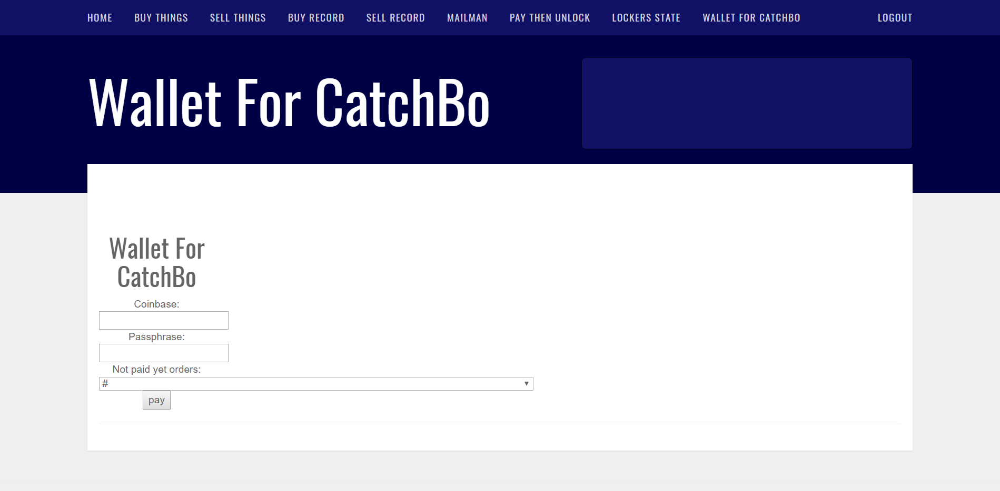 HOME BUY THINGS SELL THINGS BUY RECORD SELL RECORD MAILMAN PAY THEN UNLOCK LOCKERS STATE WALLET FOR CATCHBO LOGOUT
Wallet For CatchBo
Wallet For
CatchBo
Coinbase:
Passphrase:
Not paid yet orders:
#
pay